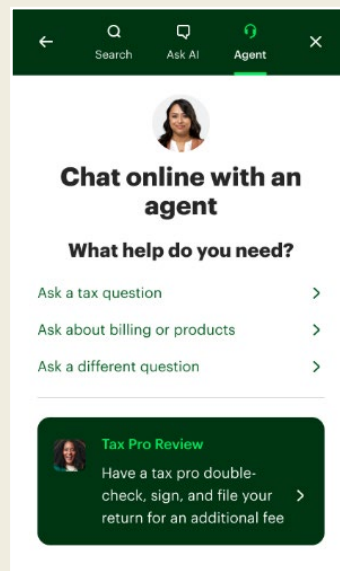 Search
Ask AI
Agent
Chat online with an
agent
What help do you need?
Ask a tax question
Ask about billing or products
Ask a different question
Tax Pro Review
Have a tax pro double-
check, sign, and file your
return for an additional fee